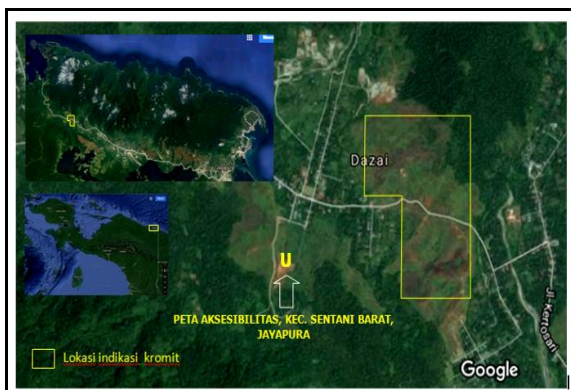 Dazai
U
PETA AKSESIBILITAS, KEC. SENTANI BARAT,
JAYAPURA
Lokasi indikasi kromit
Jl-Kertosari
Google